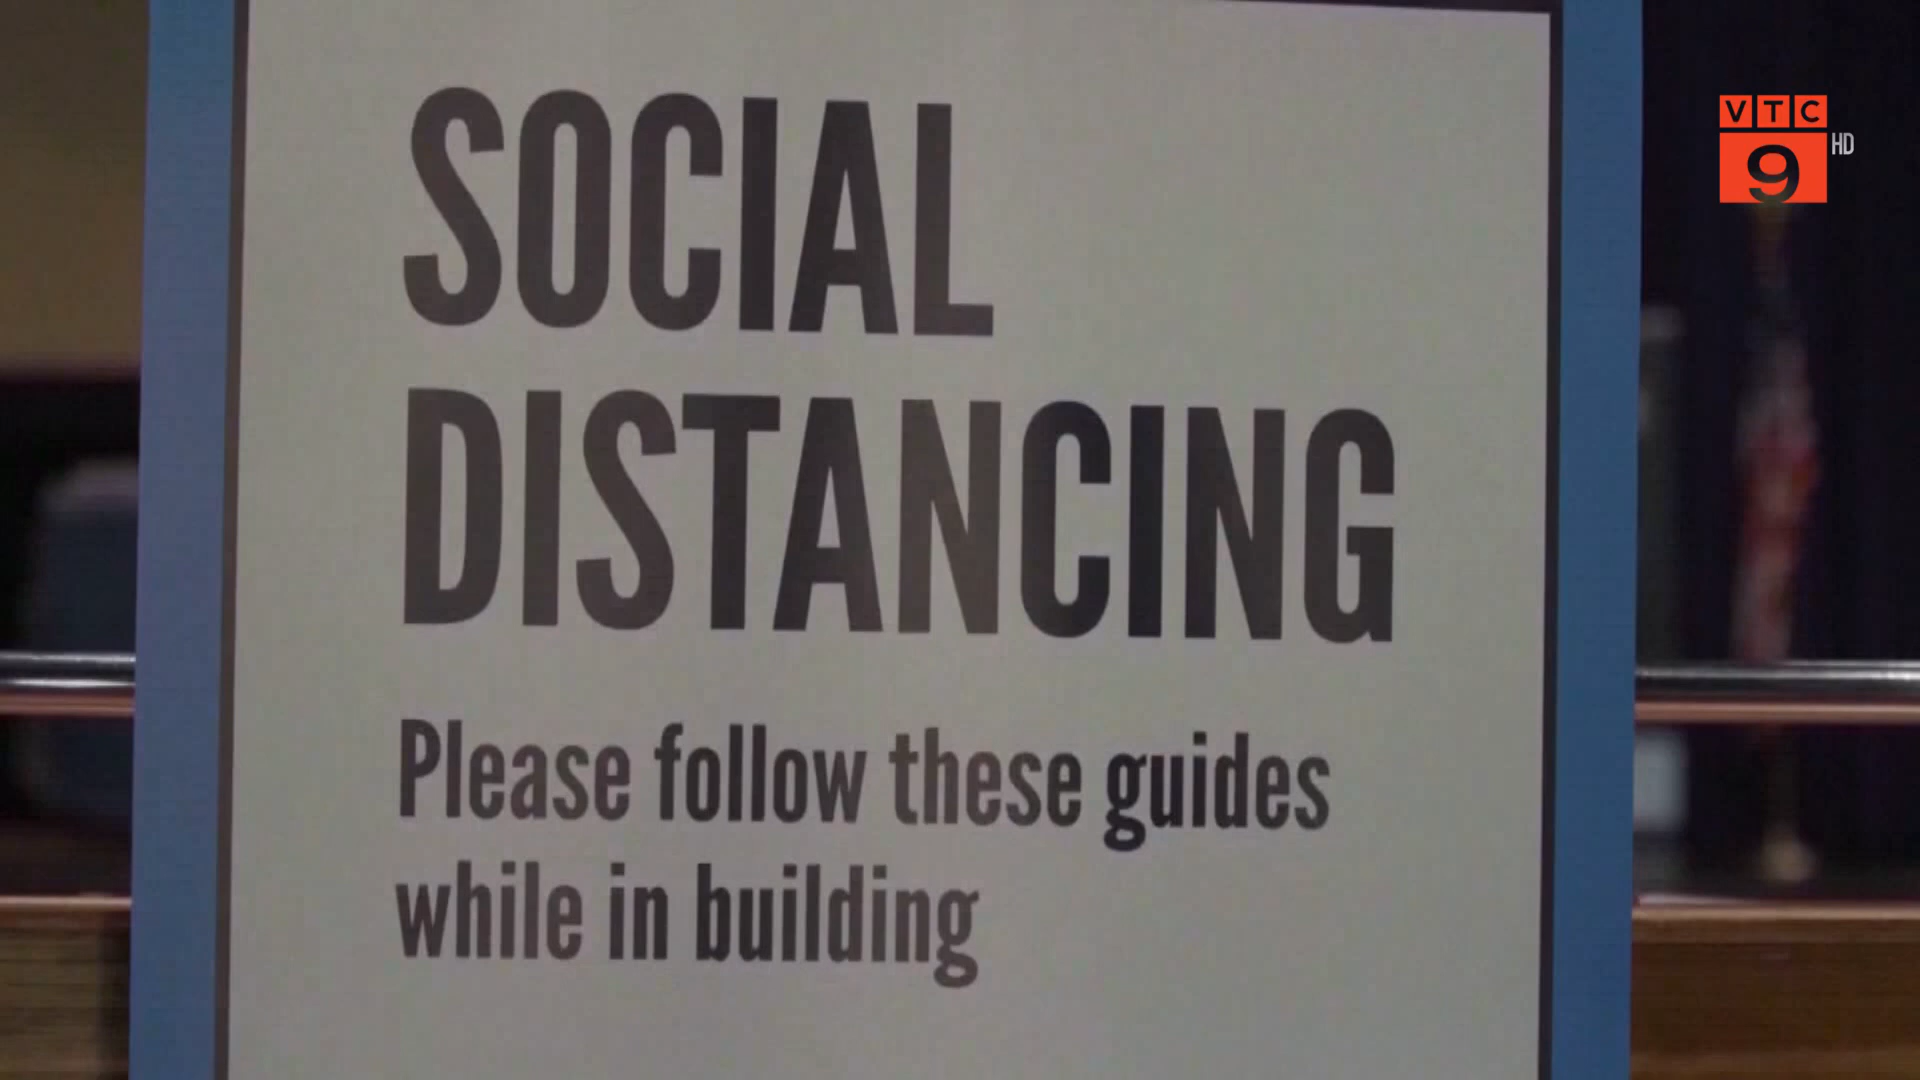 SOCIAL
DISTANCING
Please follow these guides
while in building
VTC
9 HD